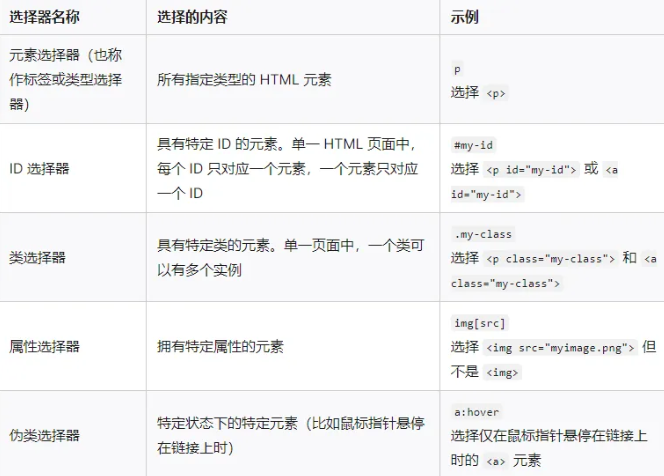 选择器名称 选择的内容 示例
元素选择器（也称
作标签或类型选择
器）
所有指定类型的 HTML 元素
p
选择 <p>
ID 选择器
具有特定 ID 的元素。单一 HTML 页面中，
每个 ID 只对应一个元素，一个元素只对应
一个 ID
#my-id
选择 <p id="my-id"> 或 <a
id="my-id">
类选择器
具有特定类的元素。单一页面中，一个类可
以有多个实例
.my-class
选择 <p class="my-class"> 和 <a
class="my-class">
属性选择器
拥有特定属性的元素
img[src]
选择 <img src="myimage.png"> 但
不是 <img>
伪类选择器
特定状态下的特定元素（比如鼠标指针悬停
在链接上时）
a:hover
选择仅在鼠标指针悬停在链接上
时的 <a> 元素